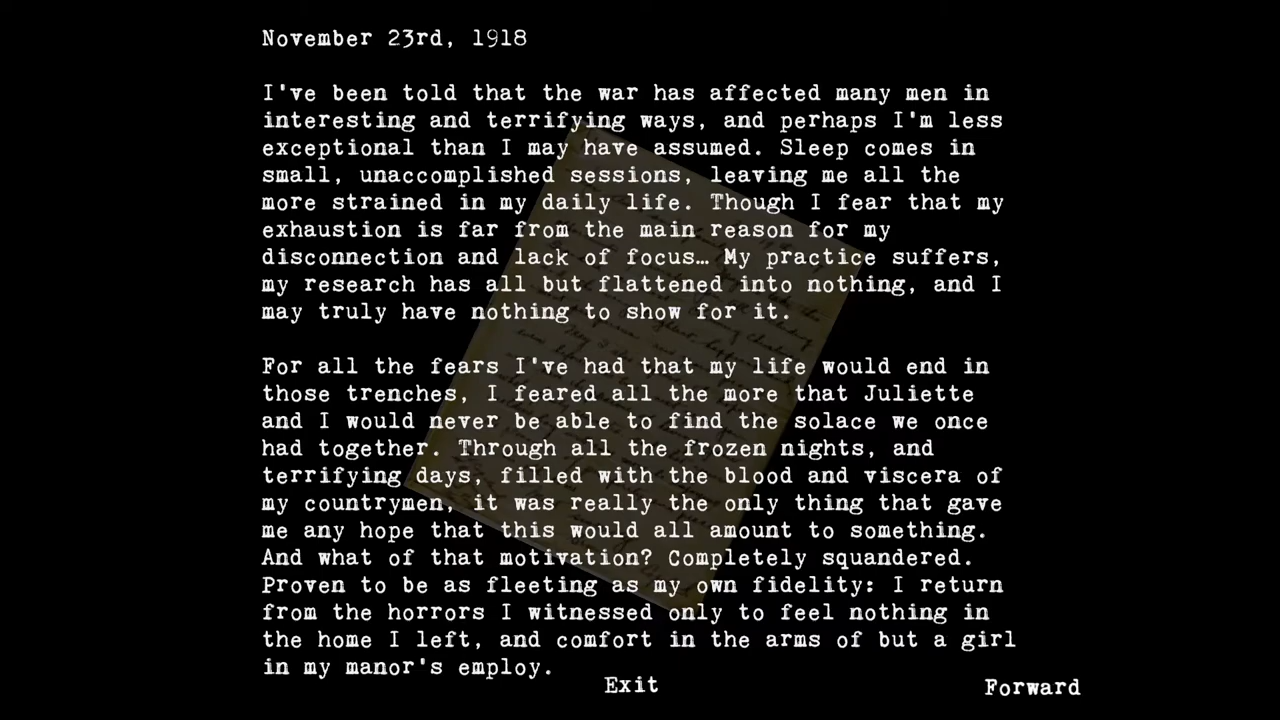 November 23rd, 1918
I've been told that the war has affected many men in
interesting and terrifying ways, and perhaps I'm less
exceptional than I may have assumed. Sleep comes in
small, unaccomplished sessions, leaving me all the
more strained in my daily life. Though I fear that my
exhaustion is far from the main reason for my
disconnection and lack of focus… My practice suffers,
my research has all but flattened into nothing, and I
may truly have nothing to show for it.
For all the fears I've had that my life would end in
those trenches, I feared all the more that Juliette
and I would never be able to find the solace we once
had together. Through all the frozen nights, and
terrifying days, filled with the blood and viscera of
my countrymen, it was really the only thing that gave
me any hope that this would all amount to something.
And what of that motivation? Completely squandered.
Proven to be as fleeting as my own fidelity: I return
from the horrors I witnessed only to feel nothing in
the home I left, and comfort in the arms of but a girl
in my manor's employ.
Exit
Forward